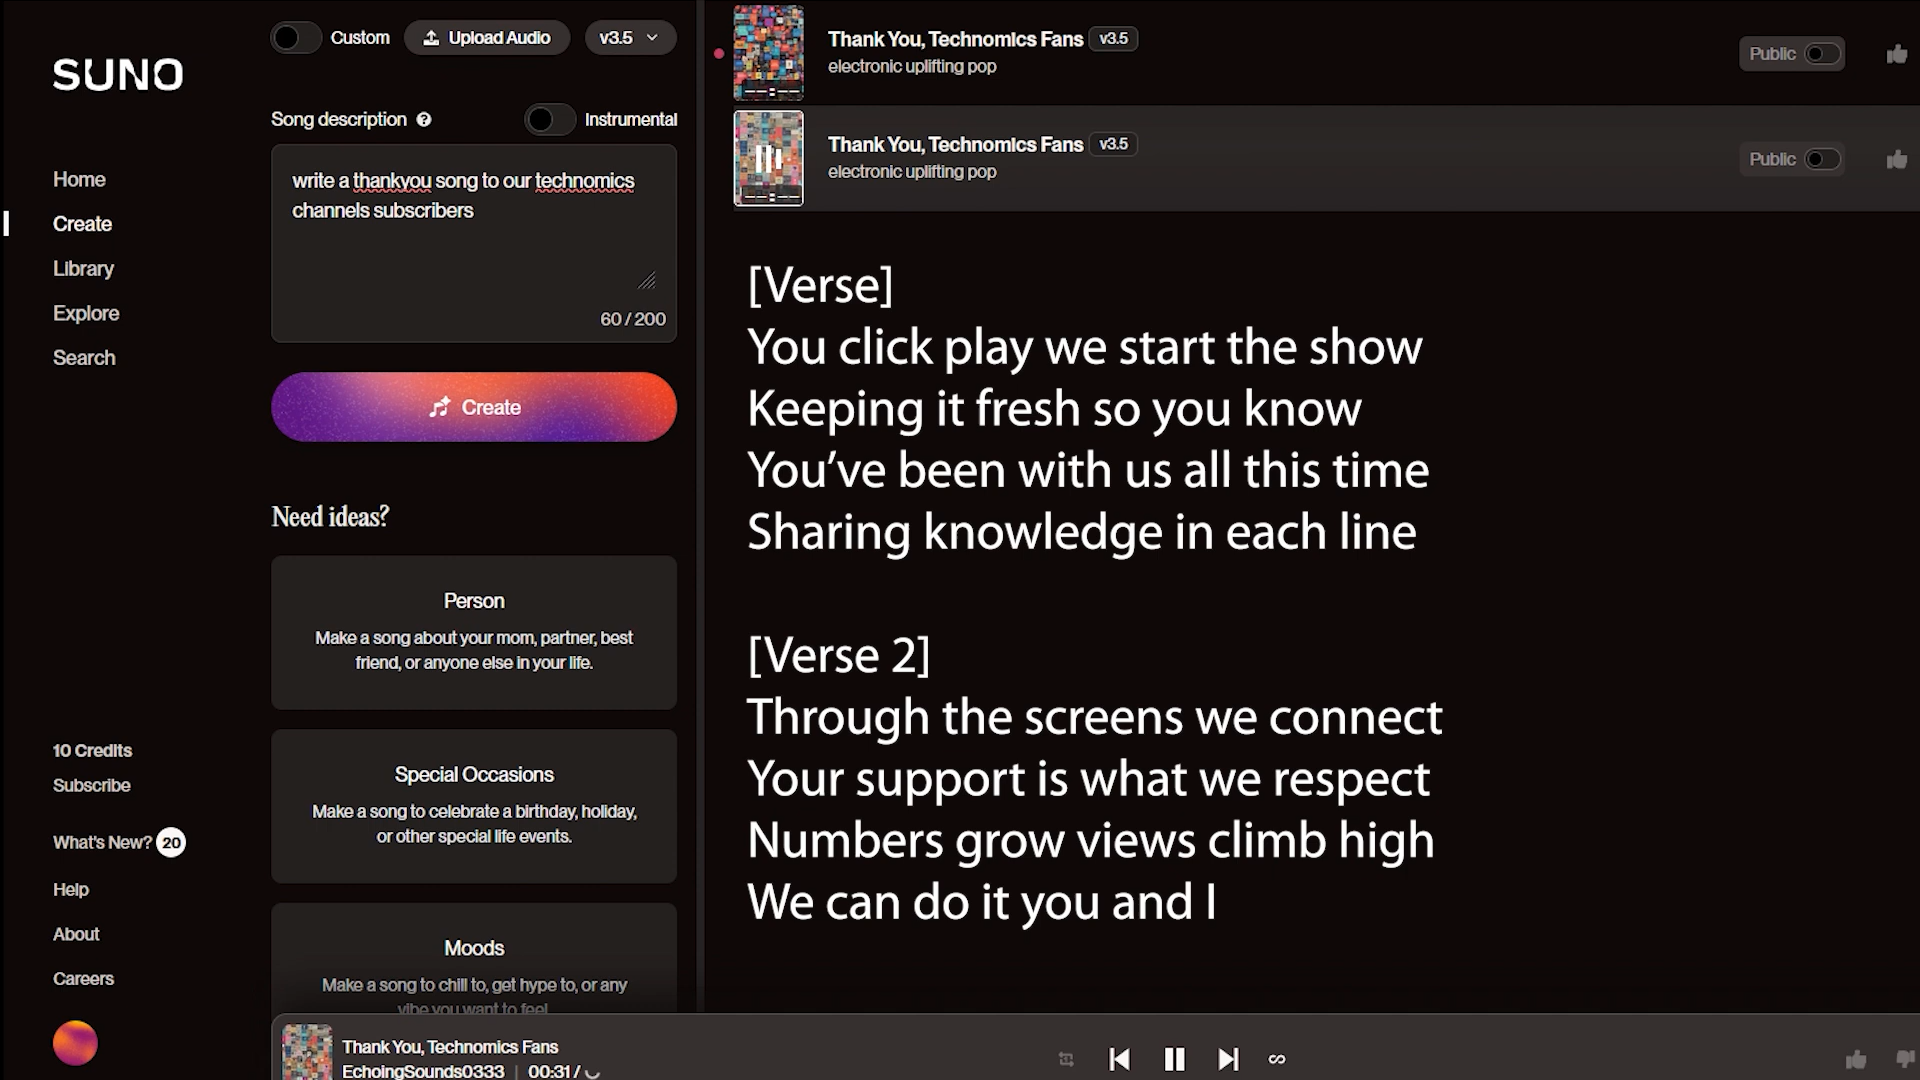 SUNO
Home
Create
Library
Explore
Search
10 Credits
Subscribe
What's New? 20
Help
About
Careers
Custom
Upload Audio
v3.5
Song description ?
Instrumental
write a thankyou song to our technomics
channels subscribers
60 / 200
Create
Need ideas?
Person
Make a song about your mom, partner, best
friend, or anyone else in your life.
Special Occasions
Make a song to celebrate a birthday, holiday,
or other special life events.
Moods
Make a song to chill to, get hype to, or any
vibe you want to feel
Thank You, Technomics Fans v3.5
electronic uplifting pop
Public
--:--
Thank You, Technomics Fans v3.5
electronic uplifting pop
Public
--:--
[Verse]
You click play we start the show
Keeping it fresh so you know
You’ve been with us all this time
Sharing knowledge in each line
[Verse 2]
Through the screens we connect
Your support is what we respect
Numbers grow views climb high
We can do it you and I
Thank You, Technomics Fans
EchoingSounds0333 | 00:31 /